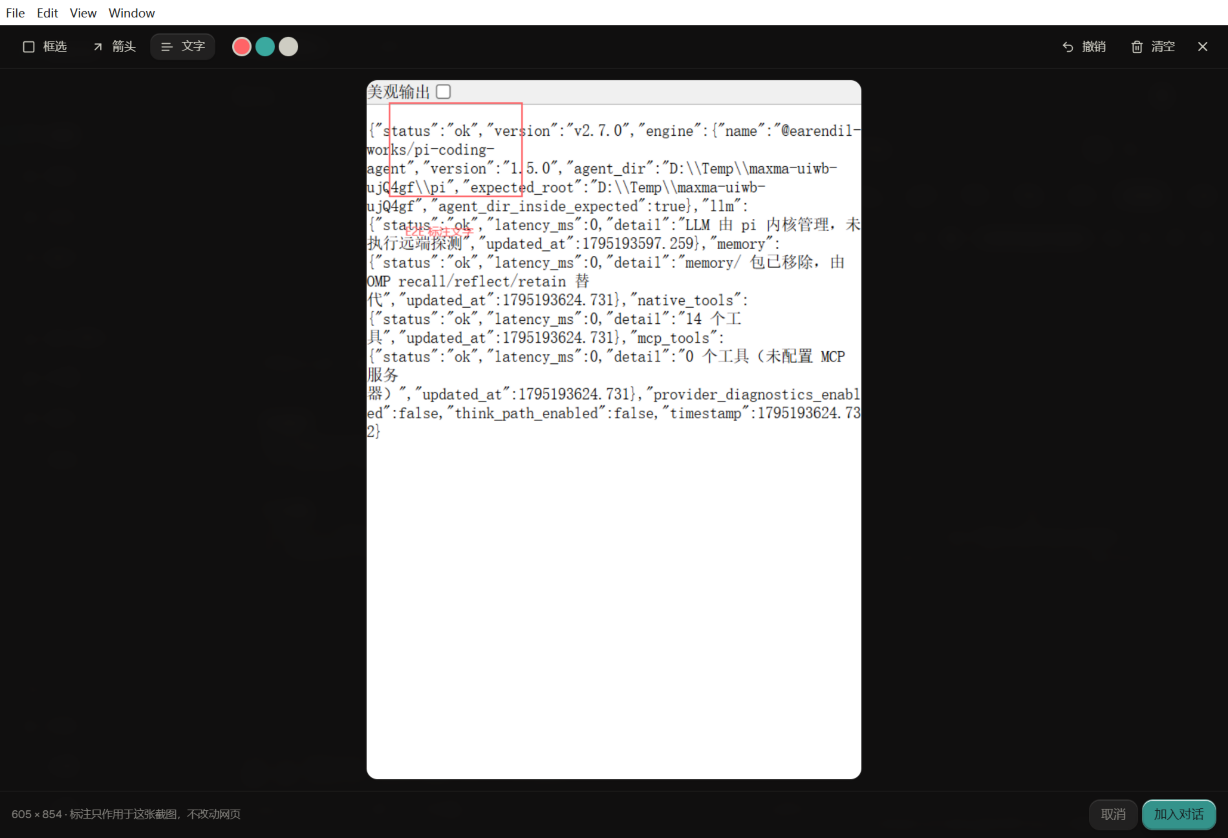 File Edit View Window
框选 箭头 文字 撤销 清空
美观输出
{"status":"ok","version":"v2.7.0","engine":{"name":"@earendil-
works/pi-coding-
agent","version":"1.5.0","agent_dir":"D:\\Temp\\maxma-uiwb-
ujQ4gf\\pi","expected_root":"D:\\Temp\\maxma-uiwb-
ujQ4gf","agent_dir_inside_expected":true},"llm":
{"status":"ok","latency_ms":0,"detail":"LLM 由 pi 内核管理，未
E2E 标注文字
执行远端探测","updated_at":1795193597.259},"memory":
{"status":"ok","latency_ms":0,"detail":"memory/ 包已移除，由
OMP recall/reflect/retain 替
代","updated_at":1795193624.731},"native_tools":
{"status":"ok","latency_ms":0,"detail":"14 个工
具","updated_at":1795193624.731},"mcp_tools":
{"status":"ok","latency_ms":0,"detail":"0 个工具（未配置 MCP
服务
器）","updated_at":1795193624.731},"provider_diagnostics_enabl
ed":false,"think_path_enabled":false,"timestamp":1795193624.73
2}
605 × 854 · 标注只作用于这张截图，不改动网页
取消 加入对话